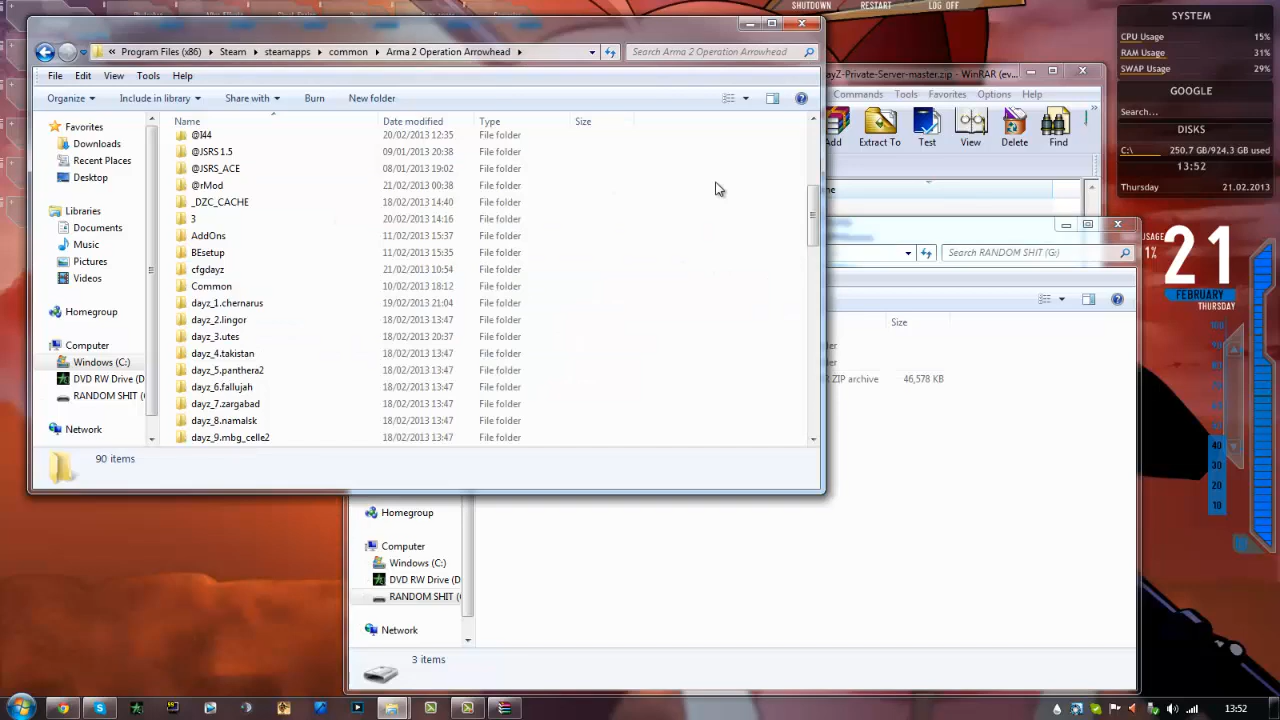 SHUTDOWN RESTART LOG OFF
Program Files (x86) Steam steamapps common Arma 2 Operation Arrowhead
Search Arma 2 Operation Arrowhead
File Edit View Tools Help
Organize Include in library Share with Burn New folder
Favorites
Downloads
Recent Places
Desktop
Libraries
Documents
Music
Pictures
Videos
Homegroup
Computer
Windows (C:)
DVD RW Drive (D
RANDOM SHIT (
Network
Name Date modified Type Size
@I44 20/02/2013 12:35 File folder
@JSRS 1.5 09/01/2013 20:38 File folder
@JSRS_ACE 08/01/2013 19:02 File folder
@rMod 21/02/2013 00:38 File folder
_DZC_CACHE 18/02/2013 14:40 File folder
3 20/02/2013 14:16 File folder
AddOns 11/02/2013 15:37 File folder
BEsetup 11/02/2013 15:35 File folder
cfgdayz 21/02/2013 10:54 File folder
Common 10/02/2013 18:12 File folder
dayz_1.chernarus 19/02/2013 21:04 File folder
dayz_2.lingor 18/02/2013 13:47 File folder
dayz_3.utes 18/02/2013 20:37 File folder
dayz_4.takistan 18/02/2013 13:47 File folder
dayz_5.panthera2 18/02/2013 13:47 File folder
dayz_6.fallujah 18/02/2013 13:47 File folder
dayz_7.zargabad 18/02/2013 13:47 File folder
dayz_8.namalsk 18/02/2013 13:47 File folder
dayz_9.mbg_celle2 18/02/2013 13:47 File folder
90 items
ayZ-Private-Server-master.zip - WinRAR (ev...
Commands Tools Favorites Options Help
Add Extract To Test View Delete Find
me
Search RANDOM SHIT (G:)
Size
der
der
R ZIP archive 46,578 KB
Homegroup
Computer
Windows (C:)
DVD RW Drive (D
RANDOM SHIT (
Network
3 items
SYSTEM
CPU Usage 15%
RAM Usage 31%
SWAP Usage 29%
GOOGLE
Search...
DISKS
C:\ 250.7 GB/924.3 GB used
13:52
Thursday 21.02.2013
USAGE
1%
21
FEBRUARY
THURSDAY
40
30
20
10
13:52